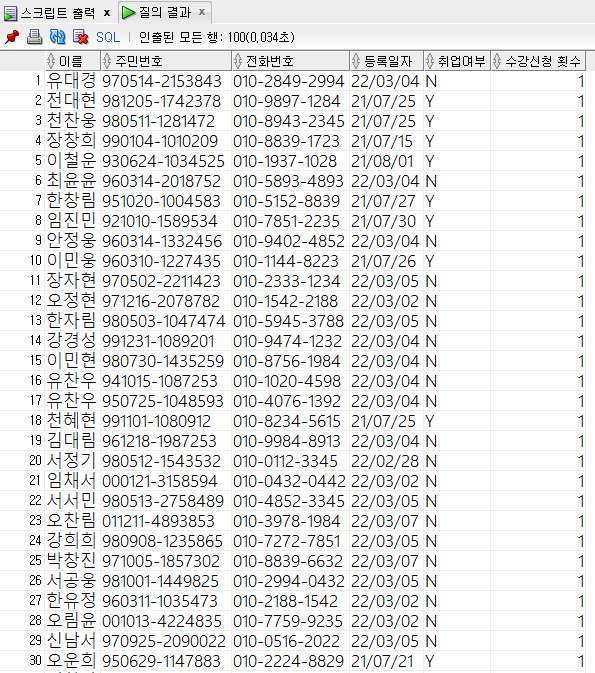 스크립트 출력 x 질의 결과 x
SQL | 인출된 모든 행: 100(0,034초)
이름 주민번호 전화번호 등록일자 취업여부 수강신청 횟수
1 유대경 970514-2153843 010-2849-2994 22/03/04 N 1
2 전대현 981205-1742378 010-9897-1284 21/07/25 Y 1
3 천찬웅 980511-1281472 010-8943-2345 21/07/25 Y 1
4 장창희 990104-1010209 010-8839-1723 21/07/15 Y 1
5 이철윤 930624-1034525 010-1937-1028 21/08/01 Y 1
6 최윤윤 960314-2018752 010-5893-4893 22/03/04 N 1
7 한창림 951020-1004583 010-5152-8839 21/07/27 Y 1
8 임진민 921010-1589534 010-7851-2235 21/07/30 Y 1
9 안정웅 960314-1332456 010-9402-4852 22/03/04 N 1
10 이민웅 960310-1227435 010-1144-8223 21/07/26 Y 1
11 장자현 970502-2211423 010-2333-1234 22/03/05 N 1
12 오정현 971216-2078782 010-1542-2188 22/03/02 N 1
13 한자림 980503-1047474 010-5945-3788 22/03/05 N 1
14 강경성 991231-1089201 010-9474-1232 22/03/04 N 1
15 이민현 980730-1435259 010-8756-1984 22/03/04 N 1
16 유찬우 941015-1087253 010-1020-4598 22/03/04 N 1
17 유찬우 950725-1048593 010-4076-1392 22/03/04 N 1
18 천혜현 991101-1080912 010-8234-5615 21/07/25 Y 1
19 김대림 961218-1987253 010-9984-8913 22/03/04 N 1
20 서정기 980512-1543532 010-0112-3345 22/02/28 N 1
21 임채서 000121-3158594 010-0432-0442 22/03/02 N 1
22 서서민 980513-2758489 010-4852-3345 22/03/05 N 1
23 오찬림 011211-4893853 010-3978-1984 22/03/07 N 1
24 강희희 980908-1235865 010-7272-7851 22/03/05 N 1
25 박창진 971005-1857302 010-8839-6632 22/03/07 N 1
26 서공웅 981001-1449825 010-2994-0432 22/03/05 N 1
27 한유정 960311-1035473 010-2188-1542 22/03/02 N 1
28 오림윤 001013-4224835 010-7759-9235 22/03/02 N 1
29 신남서 970925-2090022 010-0516-2022 22/03/05 N 1
30 오운희 950629-1147883 010-2224-8829 21/07/21 Y 1